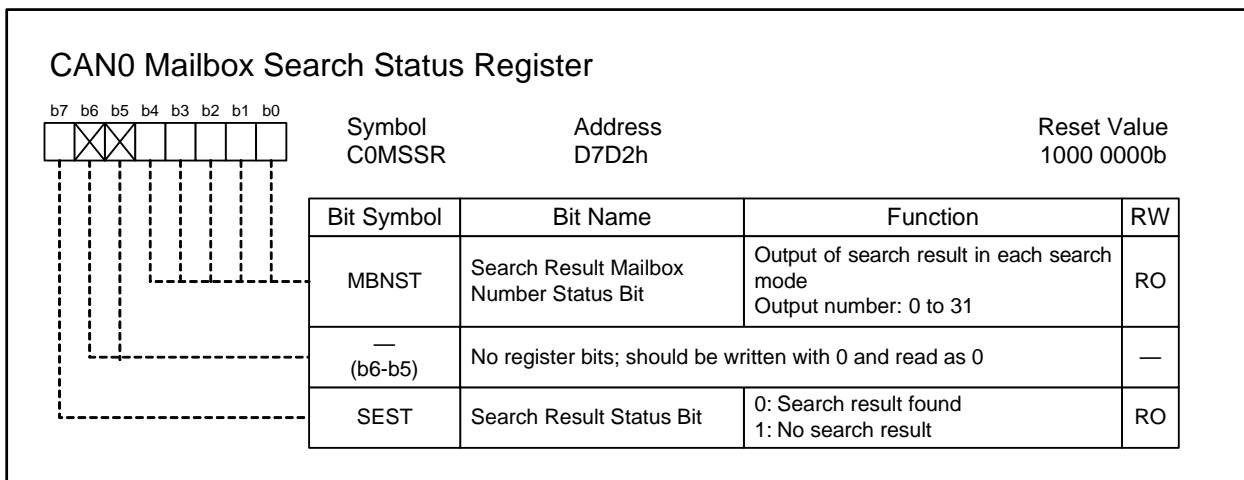 CAN0 Mailbox Search Status Register
b7 b6 b5 b4 b3 b2 b1 b0
Symbol Address Reset Value
C0MSSR D7D2h 1000 0000b
Bit Symbol Bit Name Function RW
MBNST
Search Result Mailbox
Number Status Bit
Output of search result in each search
mode
Output number: 0 to 31
RO
—
(b6-b5)
No register bits; should be written with 0 and read as 0
—
SEST
Search Result Status Bit
0: Search result found
1: No search result
RO